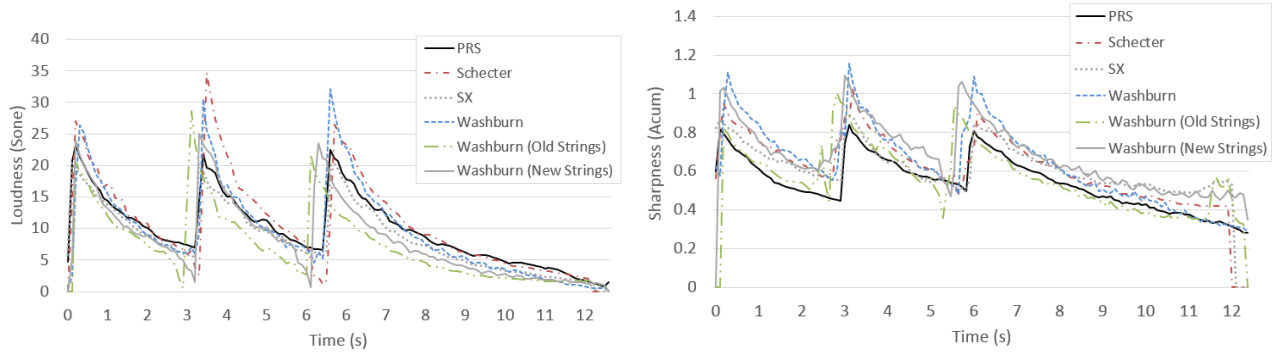 Loudness (Sone)
40
35
30
25
20
15
10
5
0
0 1 2 3 4 5 6 7 8 9 10 11 12
Time (s)
PRS
Schecter
SX
Washburn
Washburn (Old Strings)
Washburn (New Strings)
Sharpness (Acum)
1.4
1.2
1
0.8
0.6
0.4
0.2
0
0 1 2 3 4 5 6 7 8 9 10 11 12
Time (s)
PRS
Schecter
SX
Washburn
Washburn (Old Strings)
Washburn (New Strings)